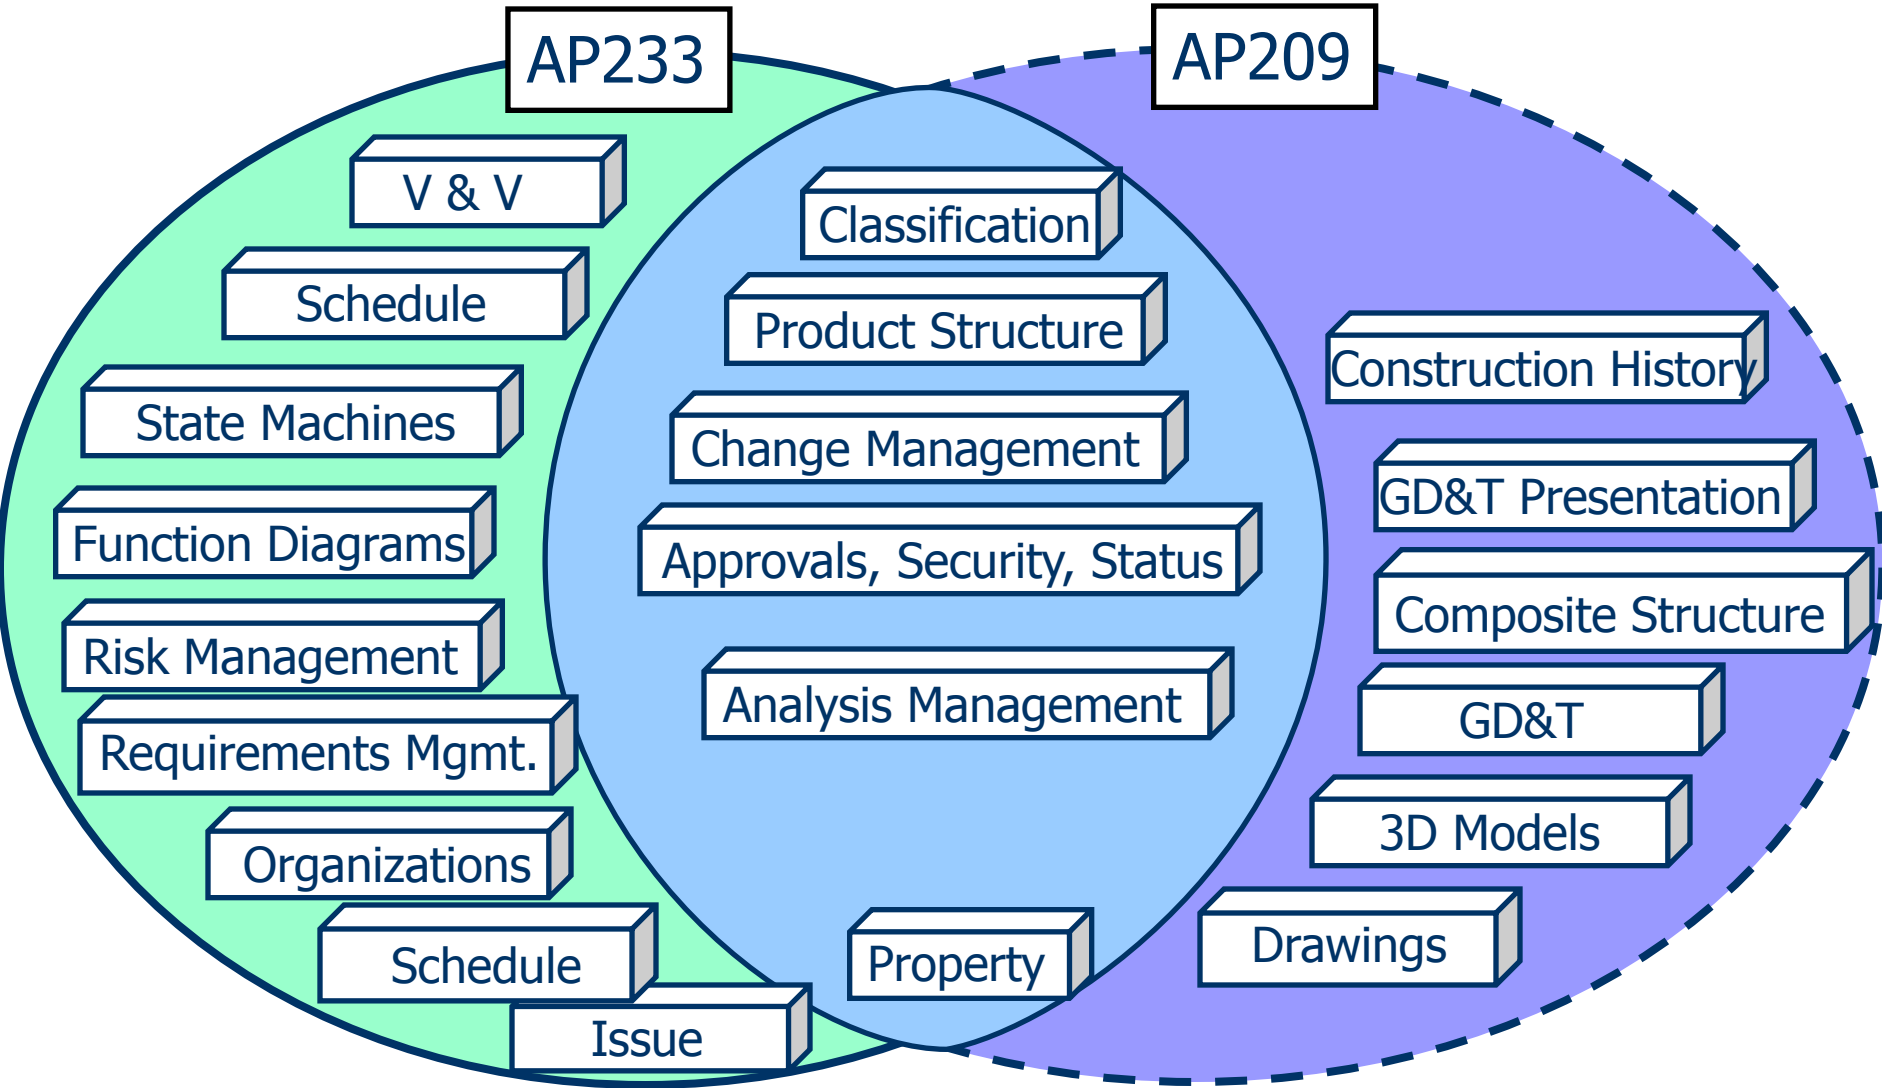 AP233
AP209
V & V
Schedule
State Machines
Function Diagrams
Risk Management
Requirements Mgmt.
Organizations
Schedule
Issue
Classification
Product Structure
Change Management
Approvals, Security, Status
Analysis Management
Property
Construction History
GD&T Presentation
Composite Structure
GD&T
3D Models
Drawings